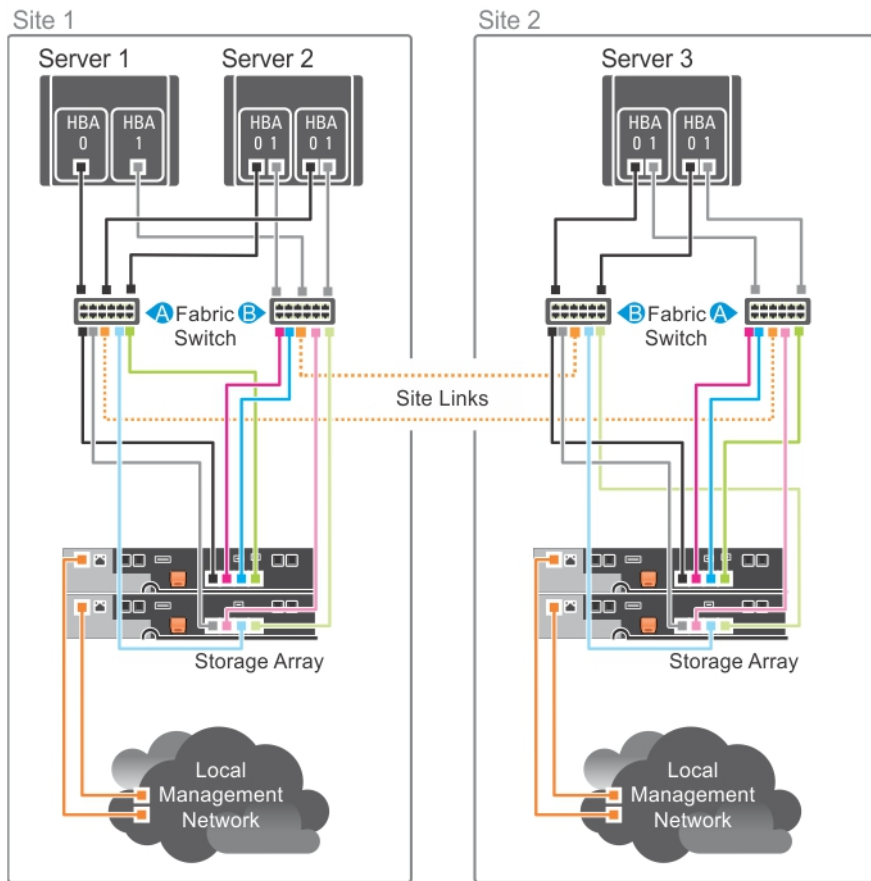 Site 1
Site 2
Server 1
Server 2
Server 3
HBA
0
HBA
1
HBA
0 1
HBA
0 1
HBA
0 1
HBA
0 1
A Fabric B
Switch
B Fabric A
Switch
Site Links
Storage Array
Storage Array
Local
Management
Network
Local
Management
Network